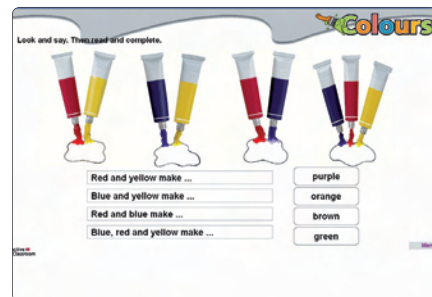 Colours
Look and say. Then read and complete.
Red and yellow make ...
Blue and yellow make ...
Red and blue make ...
Blue, red and yellow make ...
purple
orange
brown
green
Classroom